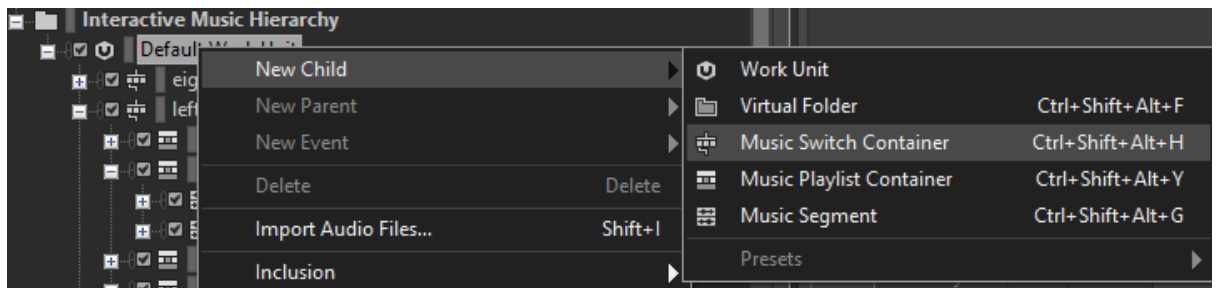 Interactive Music Hierarchy
New Child
Work Unit
New Parent
Virtual Folder Ctrl+Shift+Alt+F
New Event
Music Switch Container Ctrl+Shift+Alt+H
Delete Delete
Music Playlist Container Ctrl+Shift+Alt+Y
Import Audio Files... Shift+I
Music Segment Ctrl+Shift+Alt+G
Inclusion
Presets